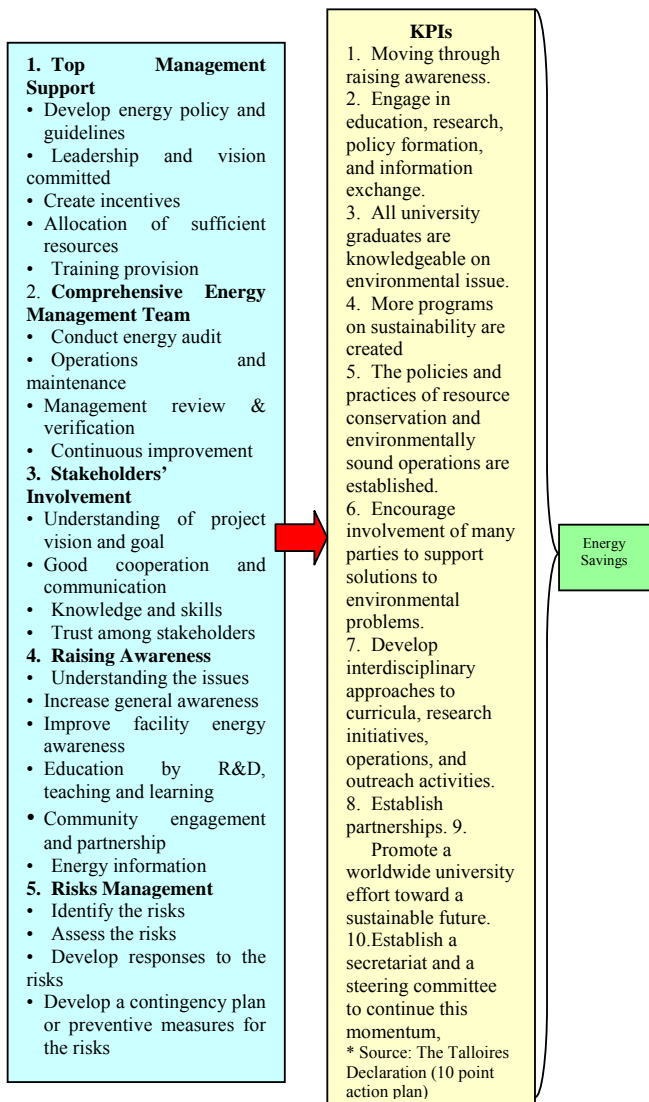 1. Top Management
Support
• Develop energy policy and
guidelines
• Leadership and vision
committed
• Create incentives
• Allocation of sufficient
resources
• Training provision
2. Comprehensive Energy
Management Team
• Conduct energy audit
• Operations and
maintenance
• Management review &
verification
• Continuous improvement
3. Stakeholders’
Involvement
• Understanding of project
vision and goal
• Good cooperation and
communication
• Knowledge and skills
• Trust among stakeholders
4. Raising Awareness
• Understanding the issues
• Increase general awareness
• Improve facility energy
awareness
• Education by R&D,
teaching and learning
• Community engagement
and partnership
• Energy information
5. Risks Management
• Identify the risks
• Assess the risks
• Develop responses to the
risks
• Develop a contingency plan
or preventive measures for
the risks
KPIs
1. Moving through
raising awareness.
2. Engage in
education, research,
policy formation,
and information
exchange.
3. All university
graduates are
knowledgeable on
environmental issue.
4. More programs
on sustainability are
created
5. The policies and
practices of resource
conservation and
environmentally
sound operations are
established.
6. Encourage
involvement of many
parties to support
solutions to
environmental
problems.
7. Develop
interdisciplinary
approaches to
curricula, research
initiatives,
operations, and
outreach activities.
8. Establish
partnerships. 9.
Promote a
worldwide university
effort toward a
sustainable future.
10.Establish a
secretariat and a
steering committee
to continue this
momentum,
* Source: The Talloires
Declaration (10 point
action plan)
Energy
Savings